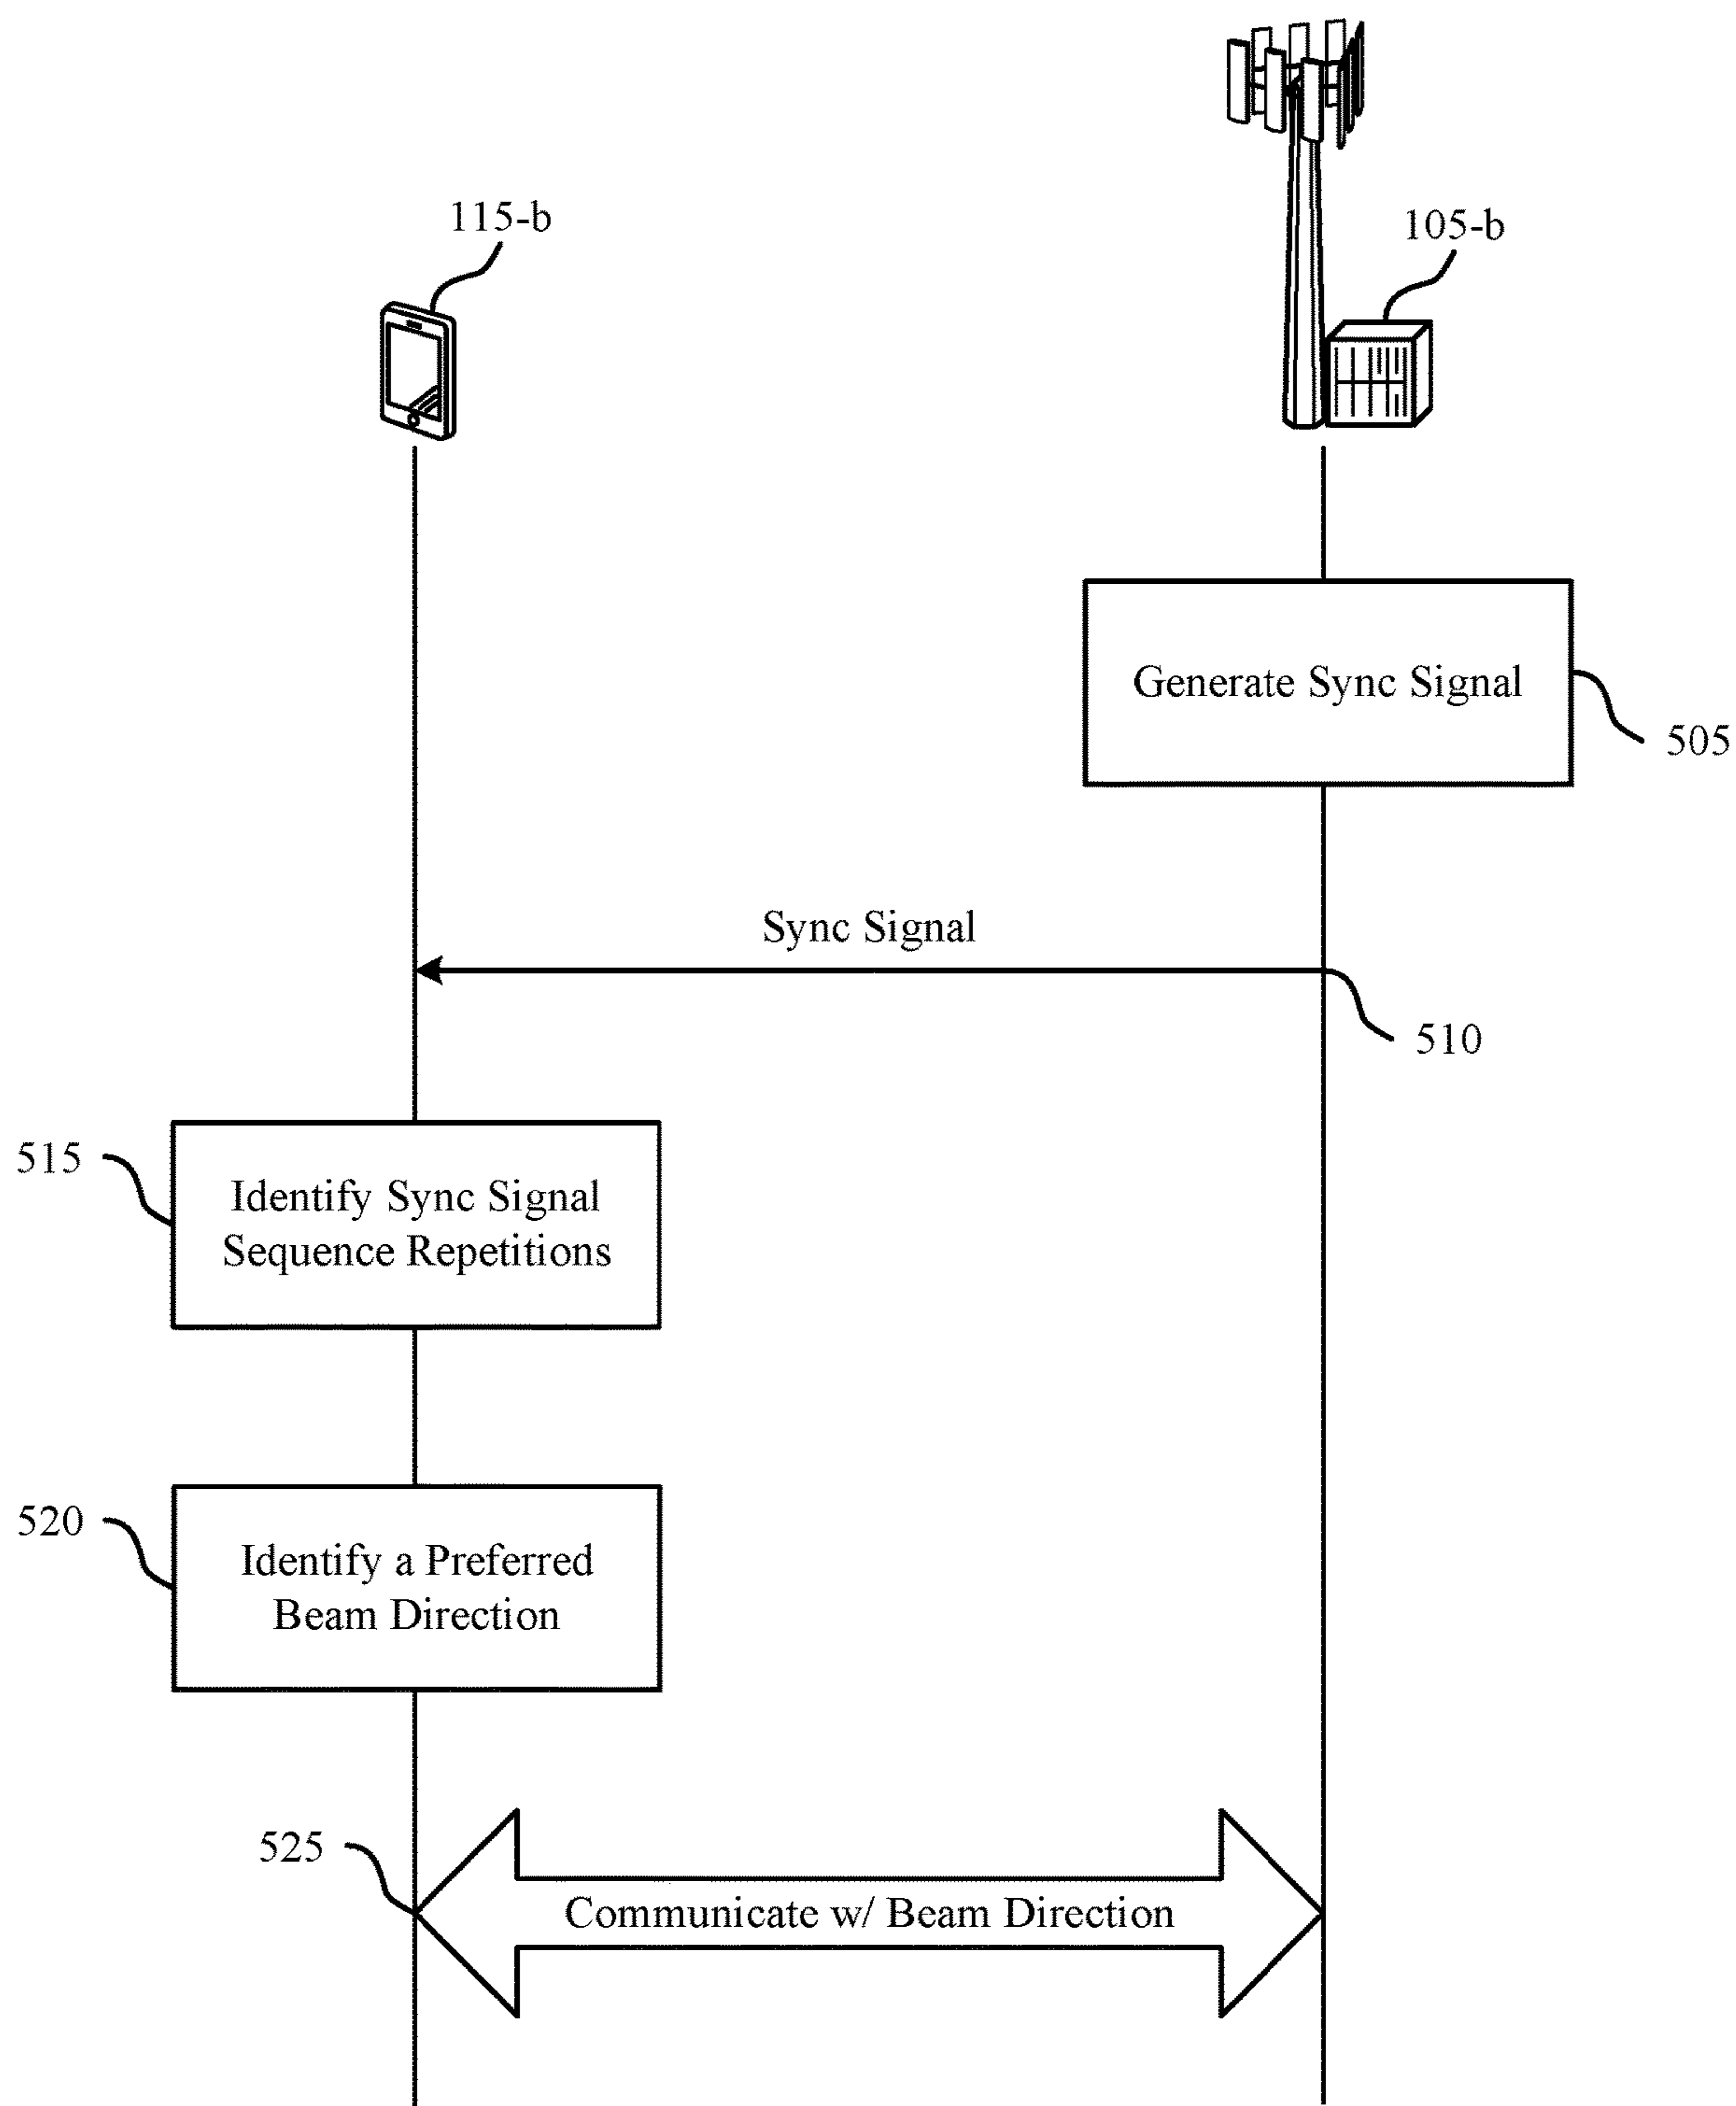 115-b
105-b
Generate Sync Signal
505
Sync Signal
510
515
Identify Sync Signal
Sequence Repetitions
520
Identify a Preferred
Beam Direction
525
Communicate w/ Beam Direction